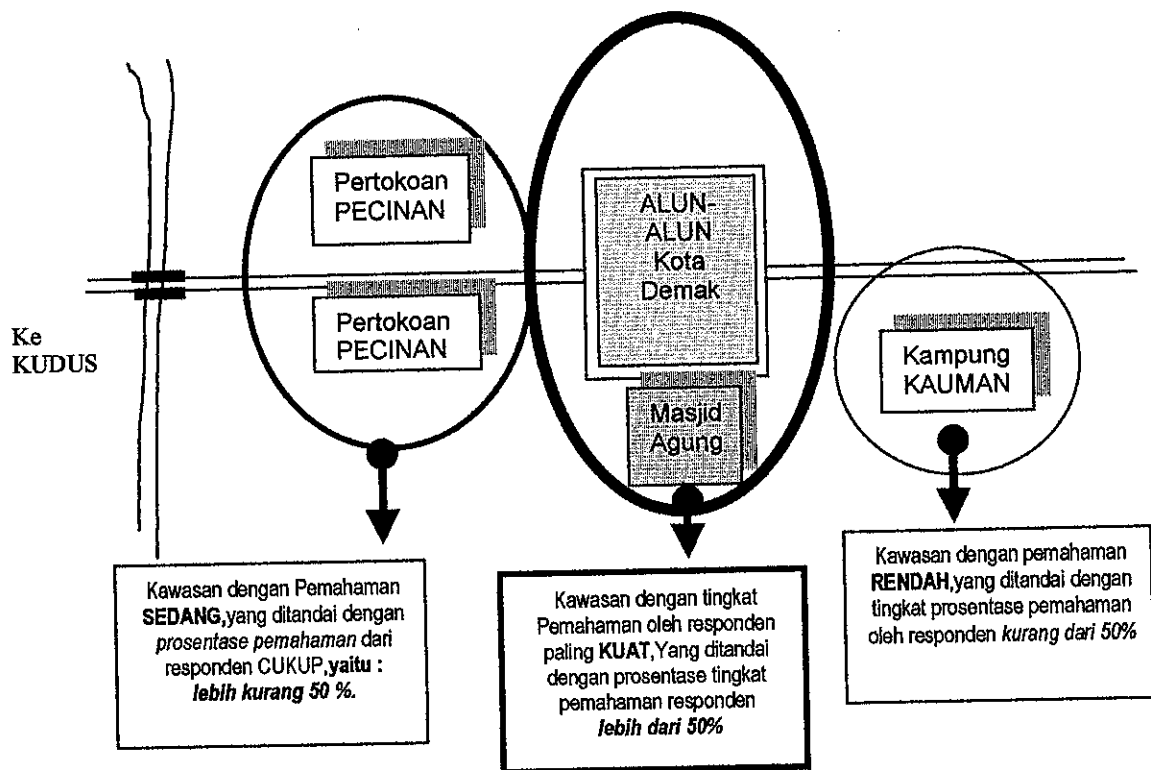 Pertokoan
PECINAN
ALUN-
ALUN
Kota
Demak
Ke
KUDUS
Pertokoan
PECINAN
Kampung
KAUMAN
Masjid
Agung
Kawasan dengan Pemahaman
SEDANG,yang ditandai dengan
prosentase pemahaman dari
responden CUKUP,yaitu :
lebih kurang 50 %.
Kawasan dengan tingkat
Pemahaman oleh responden
paling KUAT,Yang ditandai
dengan prosentase tingkat
pemahaman responden
lebih dari 50%
Kawasan dengan pemahaman
RENDAH,yang ditandai dengan
tingkat prosentase pemahaman
oleh responden kurang dari 50%